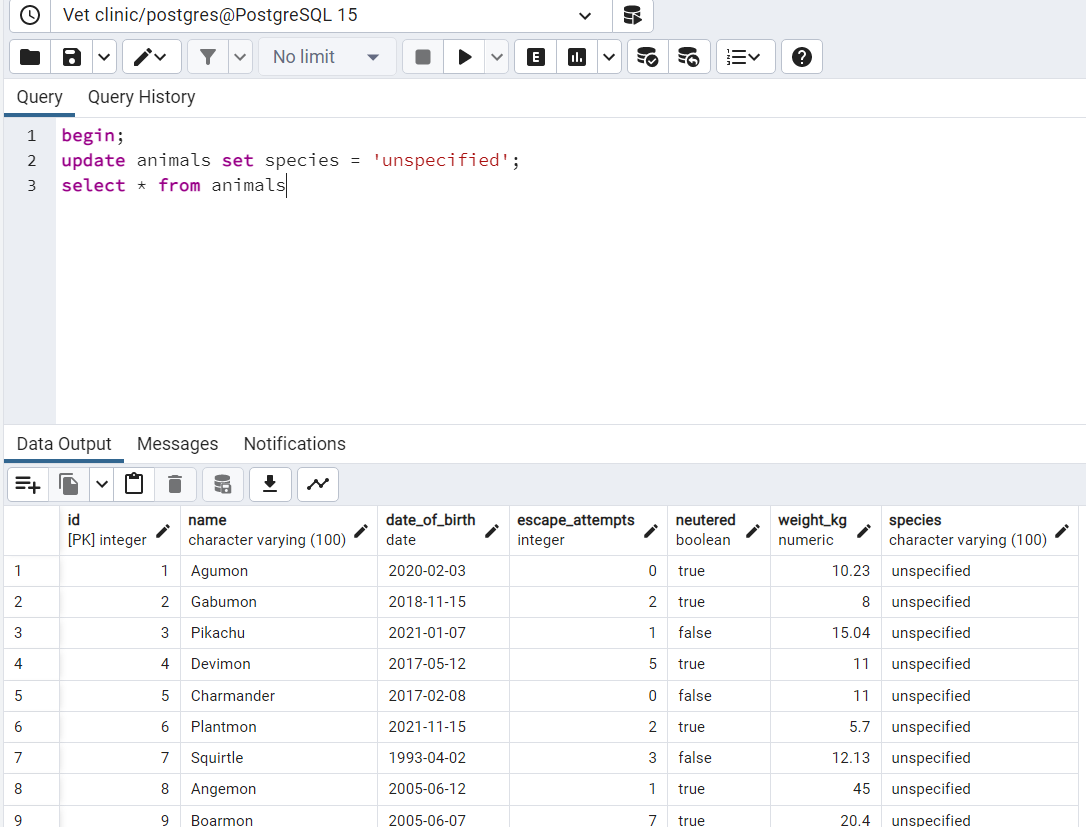 Vet clinic/postgres@PostgreSQL 15
No limit
E
Query Query History
1 begin;
2 update animals set species = 'unspecified';
3 select * from animals
Data Output Messages Notifications
id name date_of_birth escape_attempts neutered weight_kg species
[PK] integer character varying (100) date integer boolean numeric character varying (100)
1 1 Agumon 2020-02-03 0 true 10.23 unspecified
2 2 Gabumon 2018-11-15 2 true 8 unspecified
3 3 Pikachu 2021-01-07 1 false 15.04 unspecified
4 4 Devimon 2017-05-12 5 true 11 unspecified
5 5 Charmander 2017-02-08 0 false 11 unspecified
6 6 Plantmon 2021-11-15 2 true 5.7 unspecified
7 7 Squirtle 1993-04-02 3 false 12.13 unspecified
8 8 Angemon 2005-06-12 1 true 45 unspecified
9 9 Boarmon 2005-06-07 7 true 20.4 unspecified